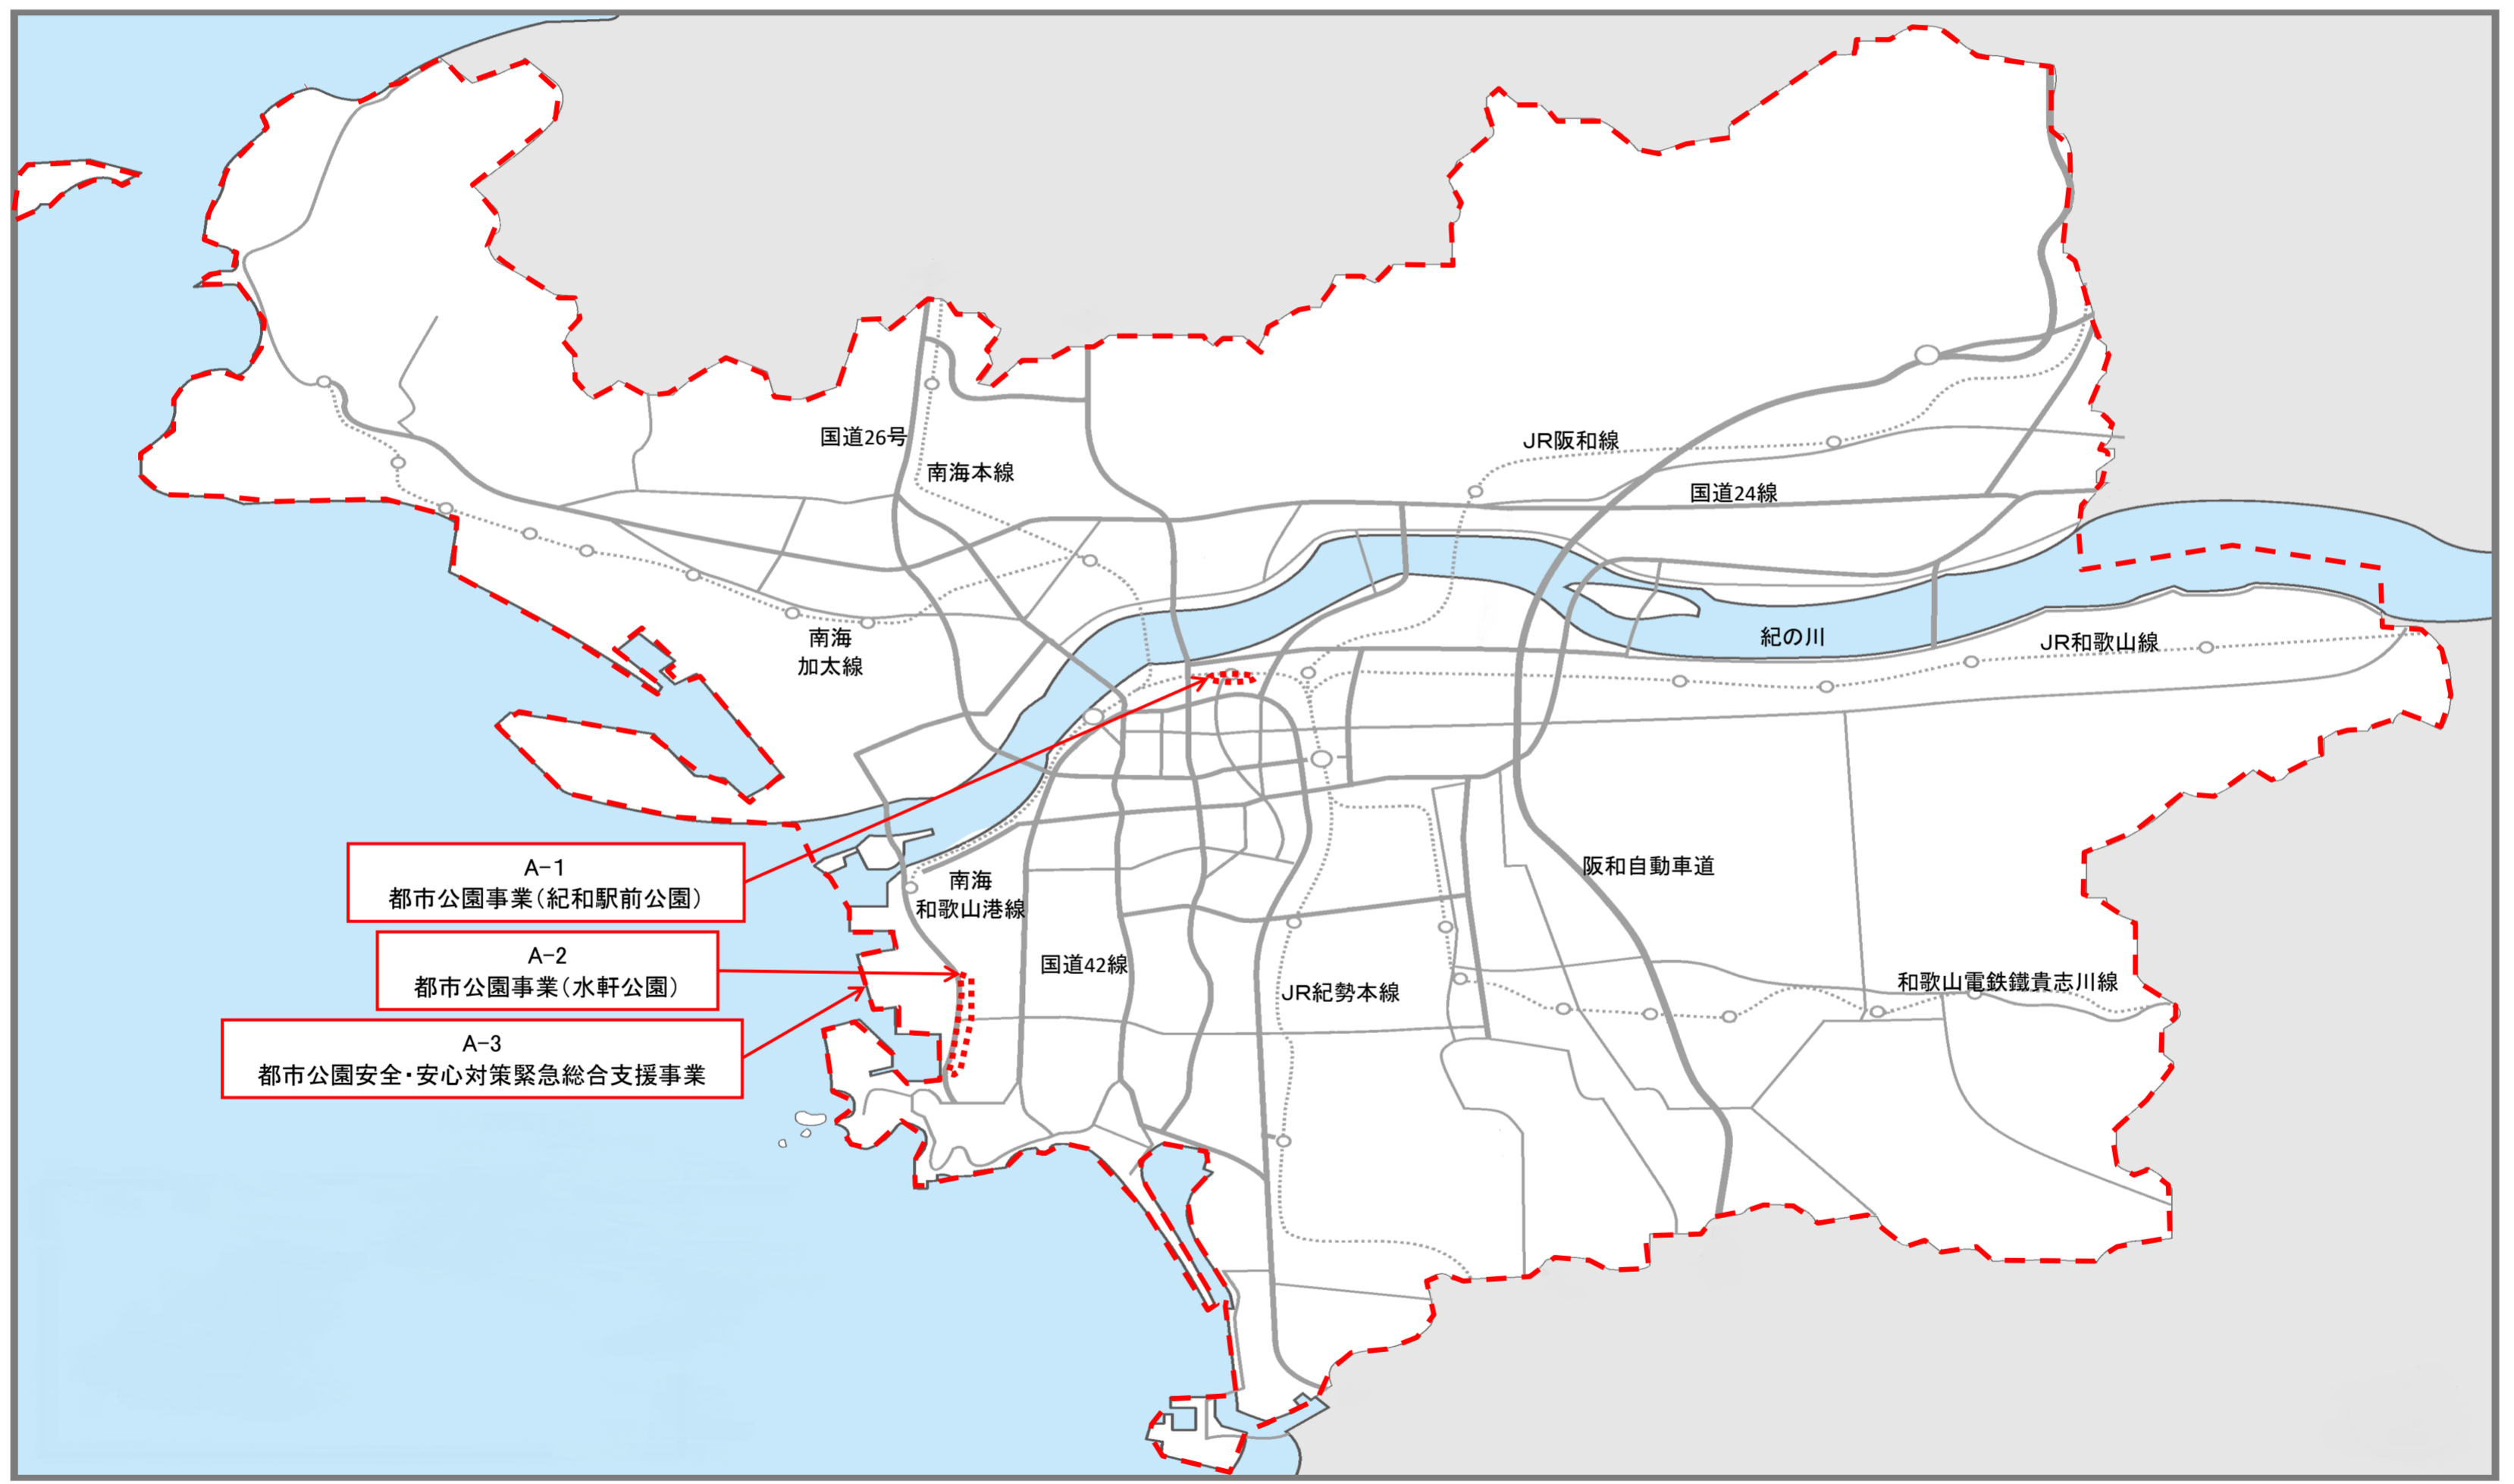 国道26号
南海本線
JR阪和線
国道24線
南海
加太線
紀の川
JR和歌山線
A-1
都市公園事業(紀和駅前公園)
南海
和歌山港線
阪和自動車道
A-2
都市公園事業(水軒公園)
国道42線
JR紀勢本線
和歌山電鉄鐵貴志川線
A-3
都市公園安全・安心対策緊急総合支援事業